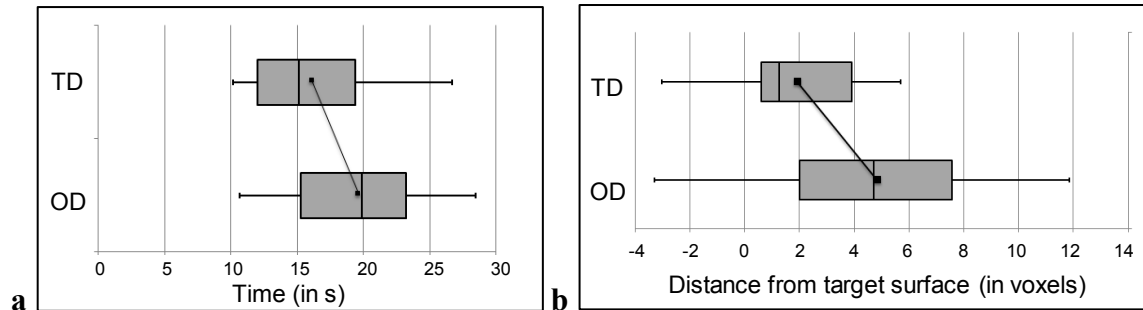 TD
OD
0 5 10 15 20 25 30
Time (in s)
a
TD
OD
-4 -2 0 2 4 6 8 10 12 14
Distance from target surface (in voxels)
b